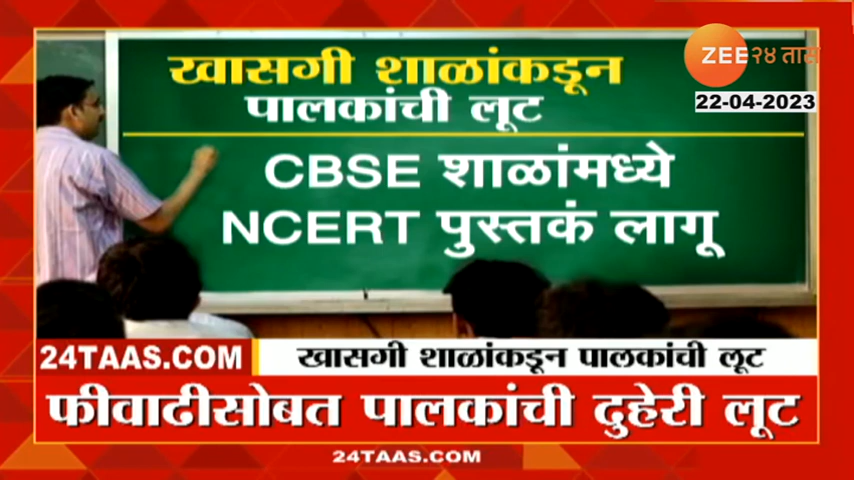 ZEE २४ तास
22-04-2023
खासगी शाळांकडून
पालकांची लूट
CBSE शाळांमध्ये
NCERT पुस्तकं लागू
24TAAS.COM
खासगी शाळांकडून पालकांची लूट
फीवाढीसोबत पालकांची दुहेरी लूट
24TAAS.COM